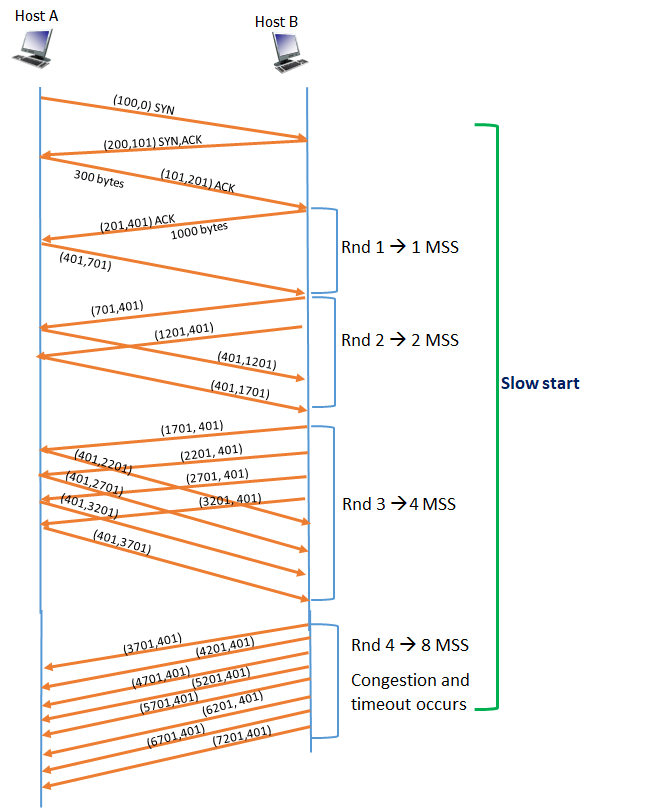 Host A
Host B
(100,0) SYN
(200,101) SYN,ACK
300 bytes
(101,201) ACK
(201,401) ACK
1000 bytes
(401,701)
Rnd 1 → 1 MSS
(701,401)
(1201,401)
(401,1201)
(401,1701)
Rnd 2 → 2 MSS
Slow start
(1701, 401)
(2201, 401)
(2701, 401)
(3201, 401)
(401,2201)
(401,2701)
(401,3201)
(401,3701)
Rnd 3 → 4 MSS
(3701,401)
(4201,401)
(4701,401)
(5201,401)
(5701,401)
(6201, 401)
(6701,401)
(7201,401)
Rnd 4 → 8 MSS
Congestion and
timeout occurs